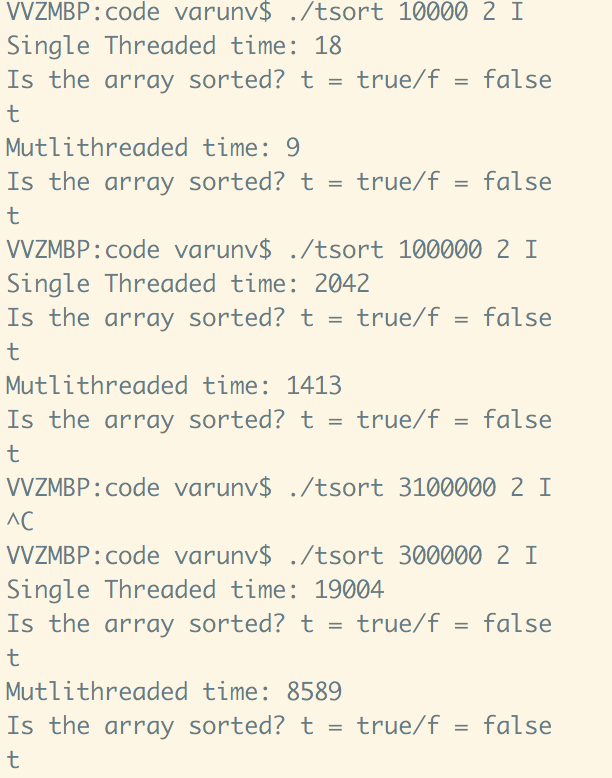 VVZMBP:code varunv$ ./tsort 10000 2 I
Single Threaded time: 18
Is the array sorted? t = true/f = false
t
Mutlithreaded time: 9
Is the array sorted? t = true/f = false
t
VVZMBP:code varunv$ ./tsort 100000 2 I
Single Threaded time: 2042
Is the array sorted? t = true/f = false
t
Mutlithreaded time: 1413
Is the array sorted? t = true/f = false
t
VVZMBP:code varunv$ ./tsort 3100000 2 I
^C
VVZMBP:code varunv$ ./tsort 300000 2 I
Single Threaded time: 19004
Is the array sorted? t = true/f = false
t
Mutlithreaded time: 8589
Is the array sorted? t = true/f = false
t